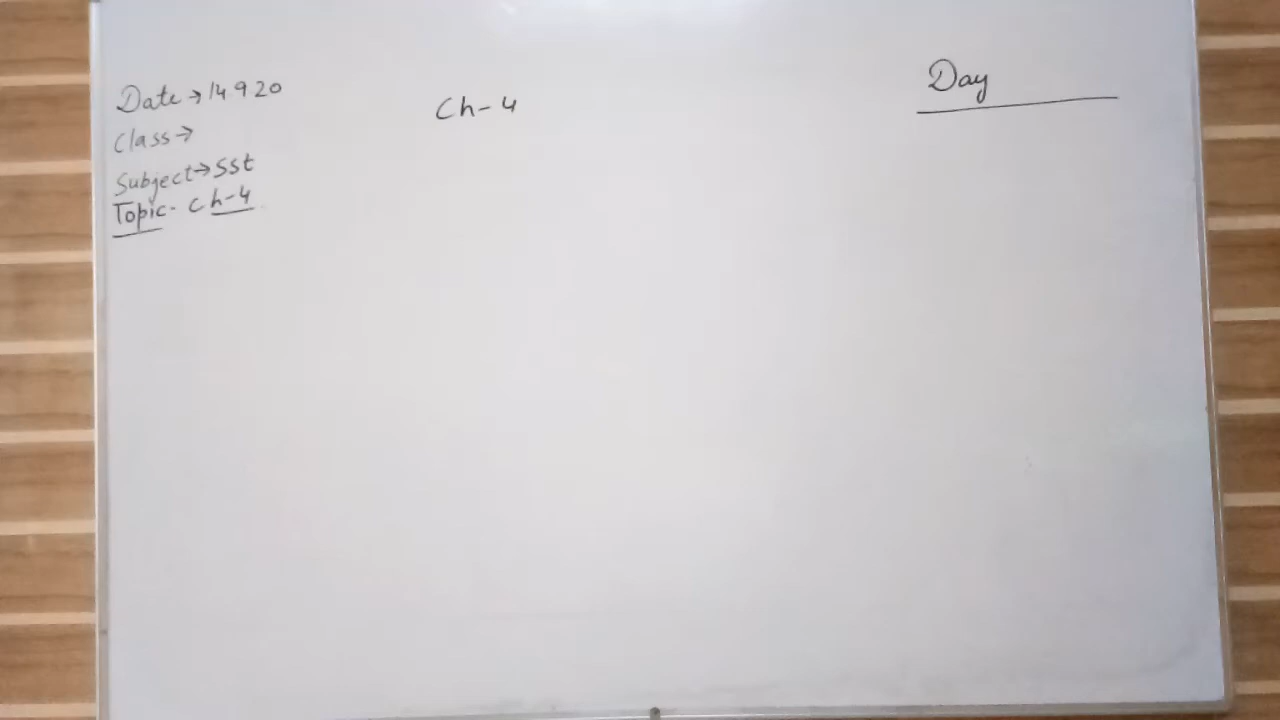 Date → 14 9 20
Class →
Subject → SSt
Topic - Ch-4
Ch-4
Day